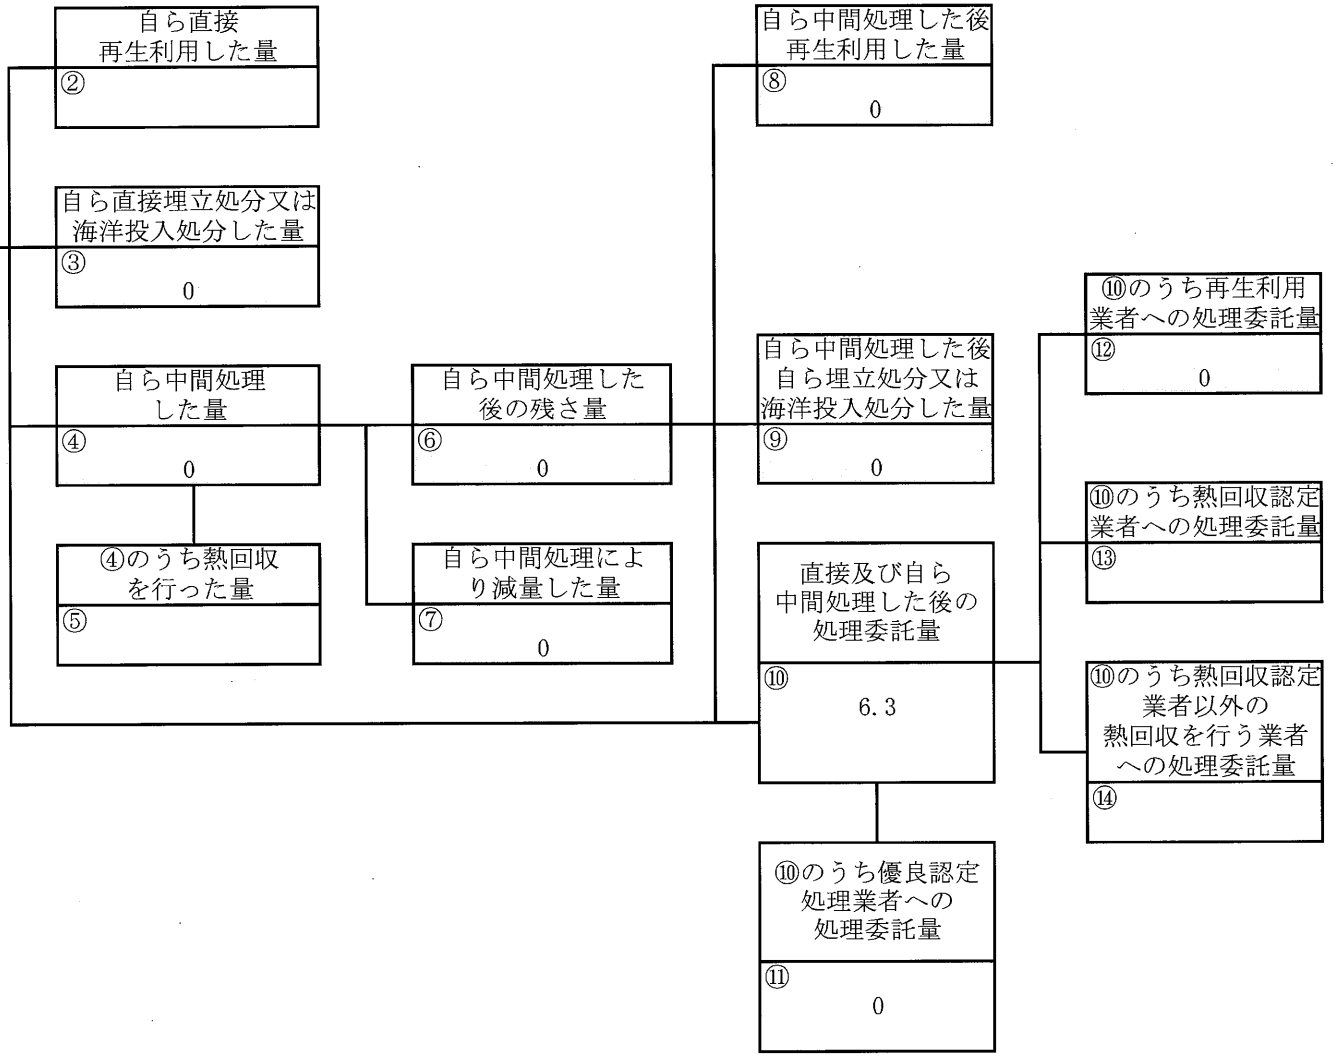 自ら直接
再生利用した量
②
自ら直接埋立処分又は
海洋投入処分した量
③
0
自ら中間処理
した量
④
0
④のうち熱回収
を行った量
⑤
自ら中間処理した
後の残さ量
⑥
0
自ら中間処理によ
り減量した量
⑦
0
自ら中間処理した後
再生利用した量
⑧
0
自ら中間処理した後
自ら埋立処分又は
海洋投入処分した量
⑨
0
直接及び自ら
中間処理した後の
処理委託量
⑩
6.3
⑩のうち優良認定
処理業者への
処理委託量
⑪
0
⑩のうち再生利用
業者への処理委託量
⑫
0
⑩のうち熱回収認定
業者への処理委託量
⑬
⑩のうち熱回収認定
業者以外の
熱回収を行う業者
への処理委託量
⑭